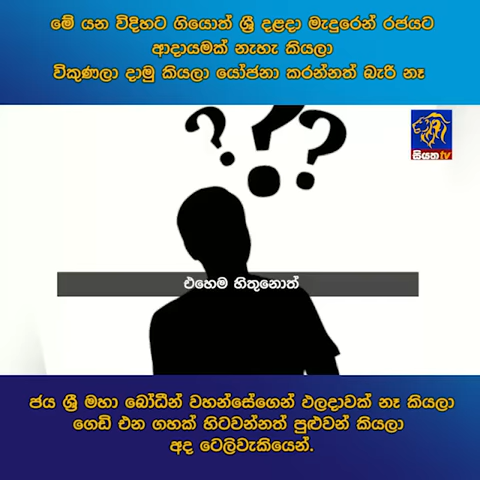 මේ යන විදිහට ගියොත් ශ්‍රී දළදා මැදුරෙන් රජයට
ආදායමක් නැහැ කියලා
විකුණලා දාමු කියලා යෝජනා කරන්නත් බැරි නෑ
සියත tv
එහෙම හිතුනොත්
ජය ශ්‍රී මහා බෝධීන් වහන්සේගෙන් ඵලදාවක් නෑ කියලා
ගෙඩි එන ගහක් හිටවන්නත් පුළුවන් කියලා
අද ටෙලිවැකියෙන්.